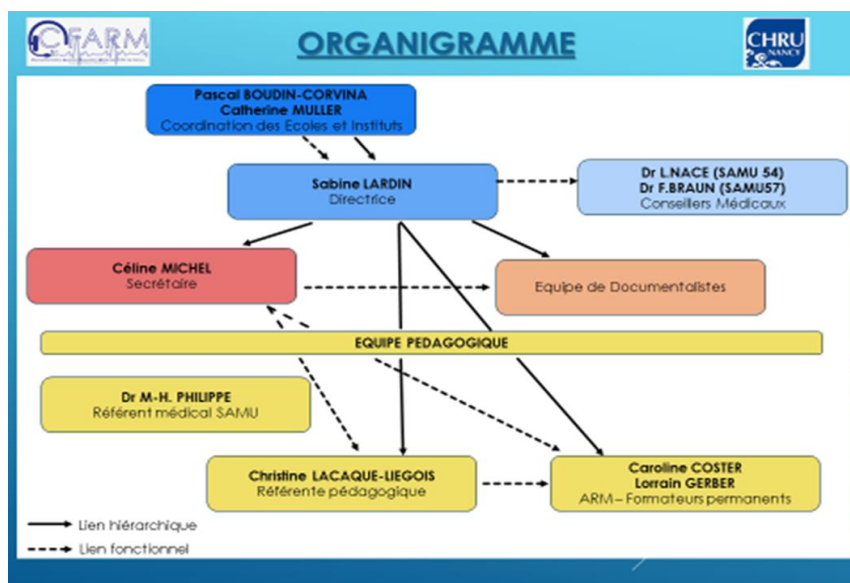 CFARM
ORGANIGRAMME
CHRU
NANCY
Pascal BOUDIN-CORVINA
Catherine MULLER
Coordination des Ecoles et Instituts
Sabine LARDIN
Directrice
Dr L.NACE (SAMU 54)
Dr F.BRAUN (SAMU57)
Conseillers Médicaux
Céline MICHEL
Secrétaire
Equipe de Documentalistes
EQUIPE PEDAGOGIQUE
Dr M-H. PHILIPPE
Référent médical SAMU
Christine LACAQUE-LIEGOIS
Référente pédagogique
Caroline COSTER
Lorrain GERBER
ARM – Formateurs permanents
Lien hiérarchique
Lien fonctionnel